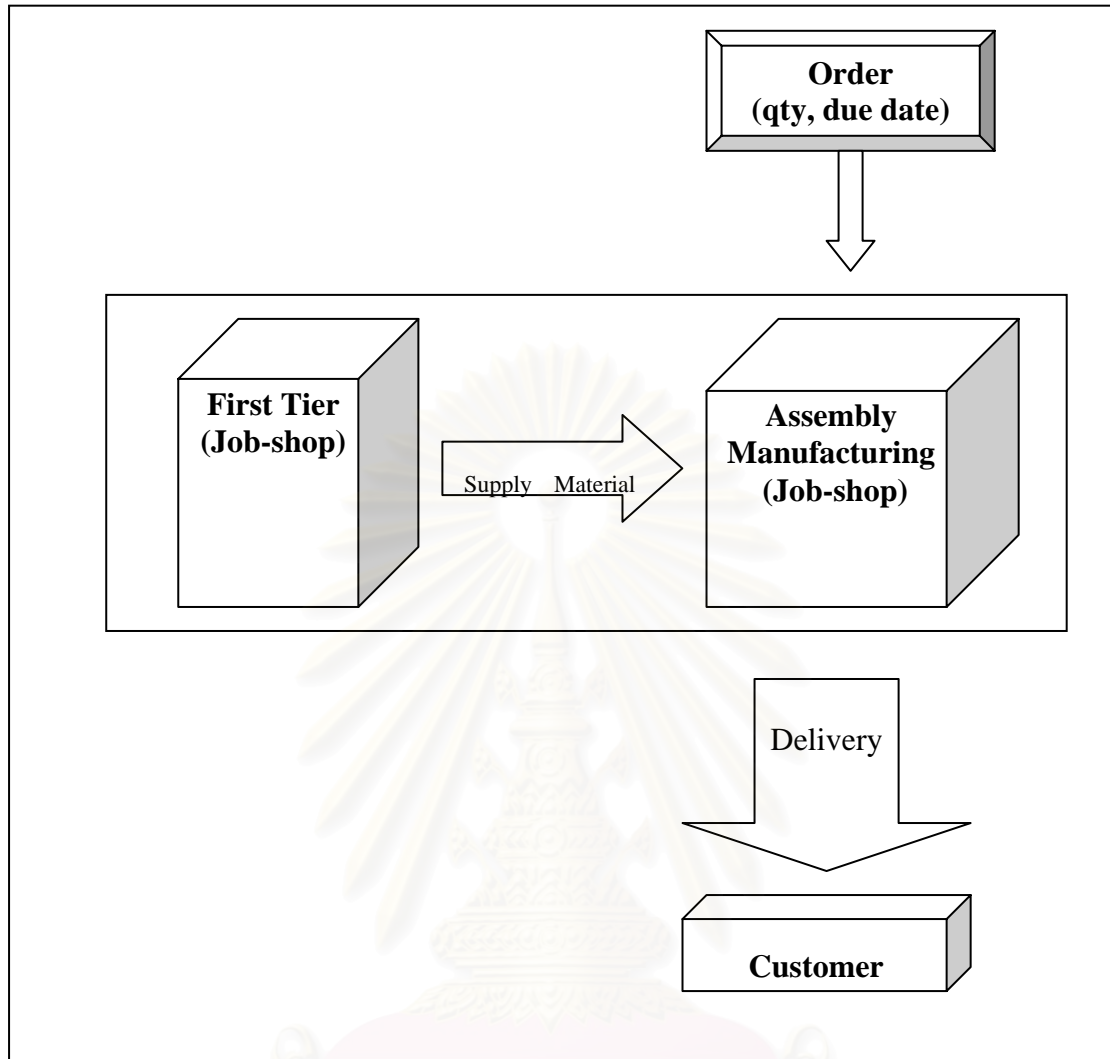 Order
(qty, due date)
First Tier
(Job-shop)
Supply Material
Assembly
Manufacturing
(Job-shop)
Delivery
Customer